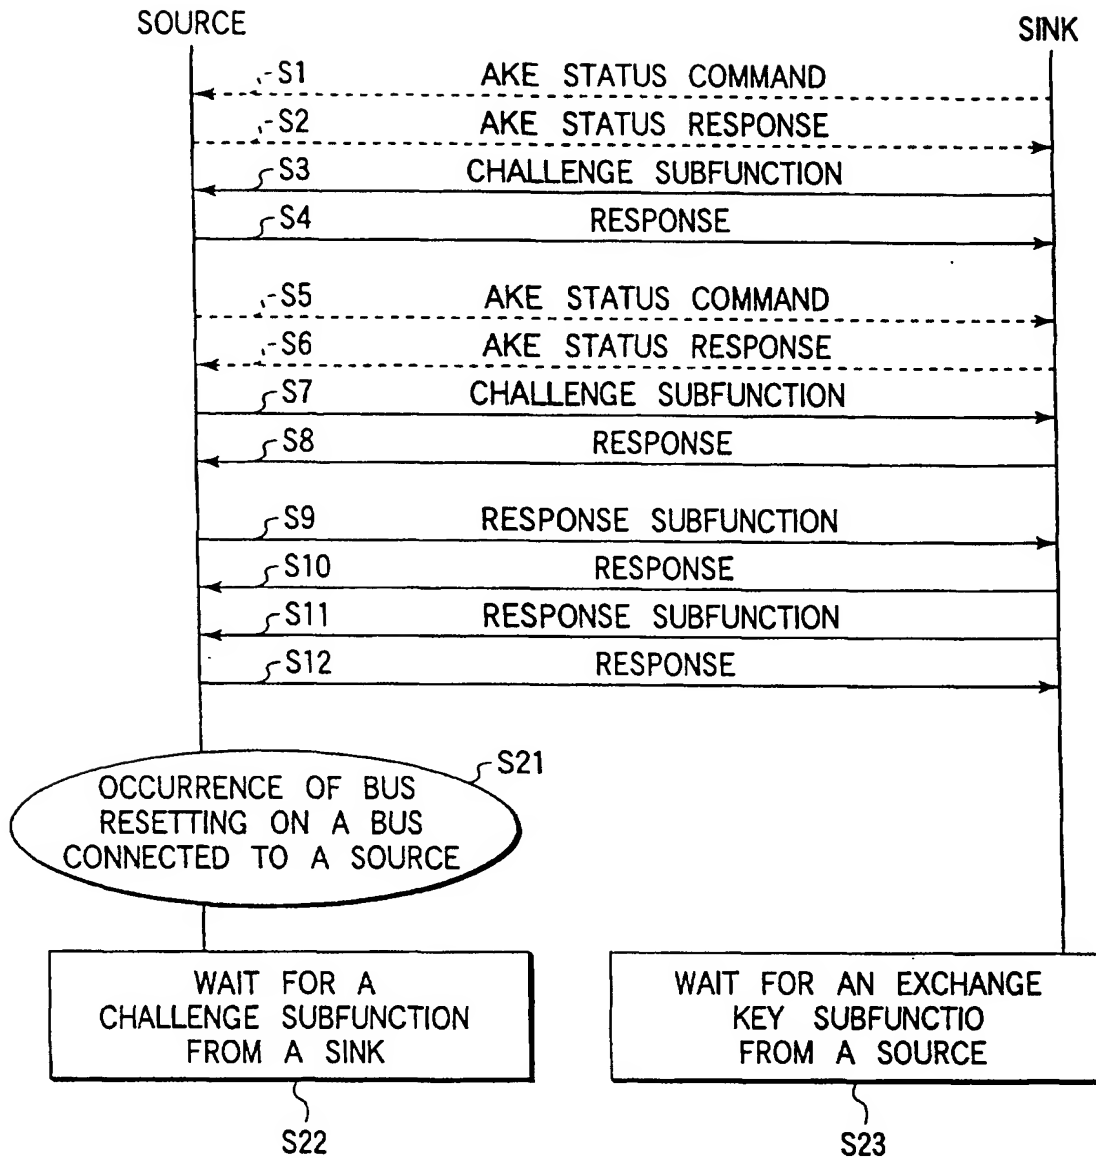 SOURCE
SINK
S1 AKE STATUS COMMAND
S2 AKE STATUS RESPONSE
S3 CHALLENGE SUBFUNCTION
S4 RESPONSE
S5 AKE STATUS COMMAND
S6 AKE STATUS RESPONSE
S7 CHALLENGE SUBFUNCTION
S8 RESPONSE
S9 RESPONSE SUBFUNCTION
S10 RESPONSE
S11 RESPONSE SUBFUNCTION
S12 RESPONSE
S21
OCCURRENCE OF BUS
RESETTING ON A BUS
CONNECTED TO A SOURCE
WAIT FOR A
CHALLENGE SUBFUNCTION
FROM A SINK
S22
WAIT FOR AN EXCHANGE
KEY SUBFUNCTIO
FROM A SOURCE
S23